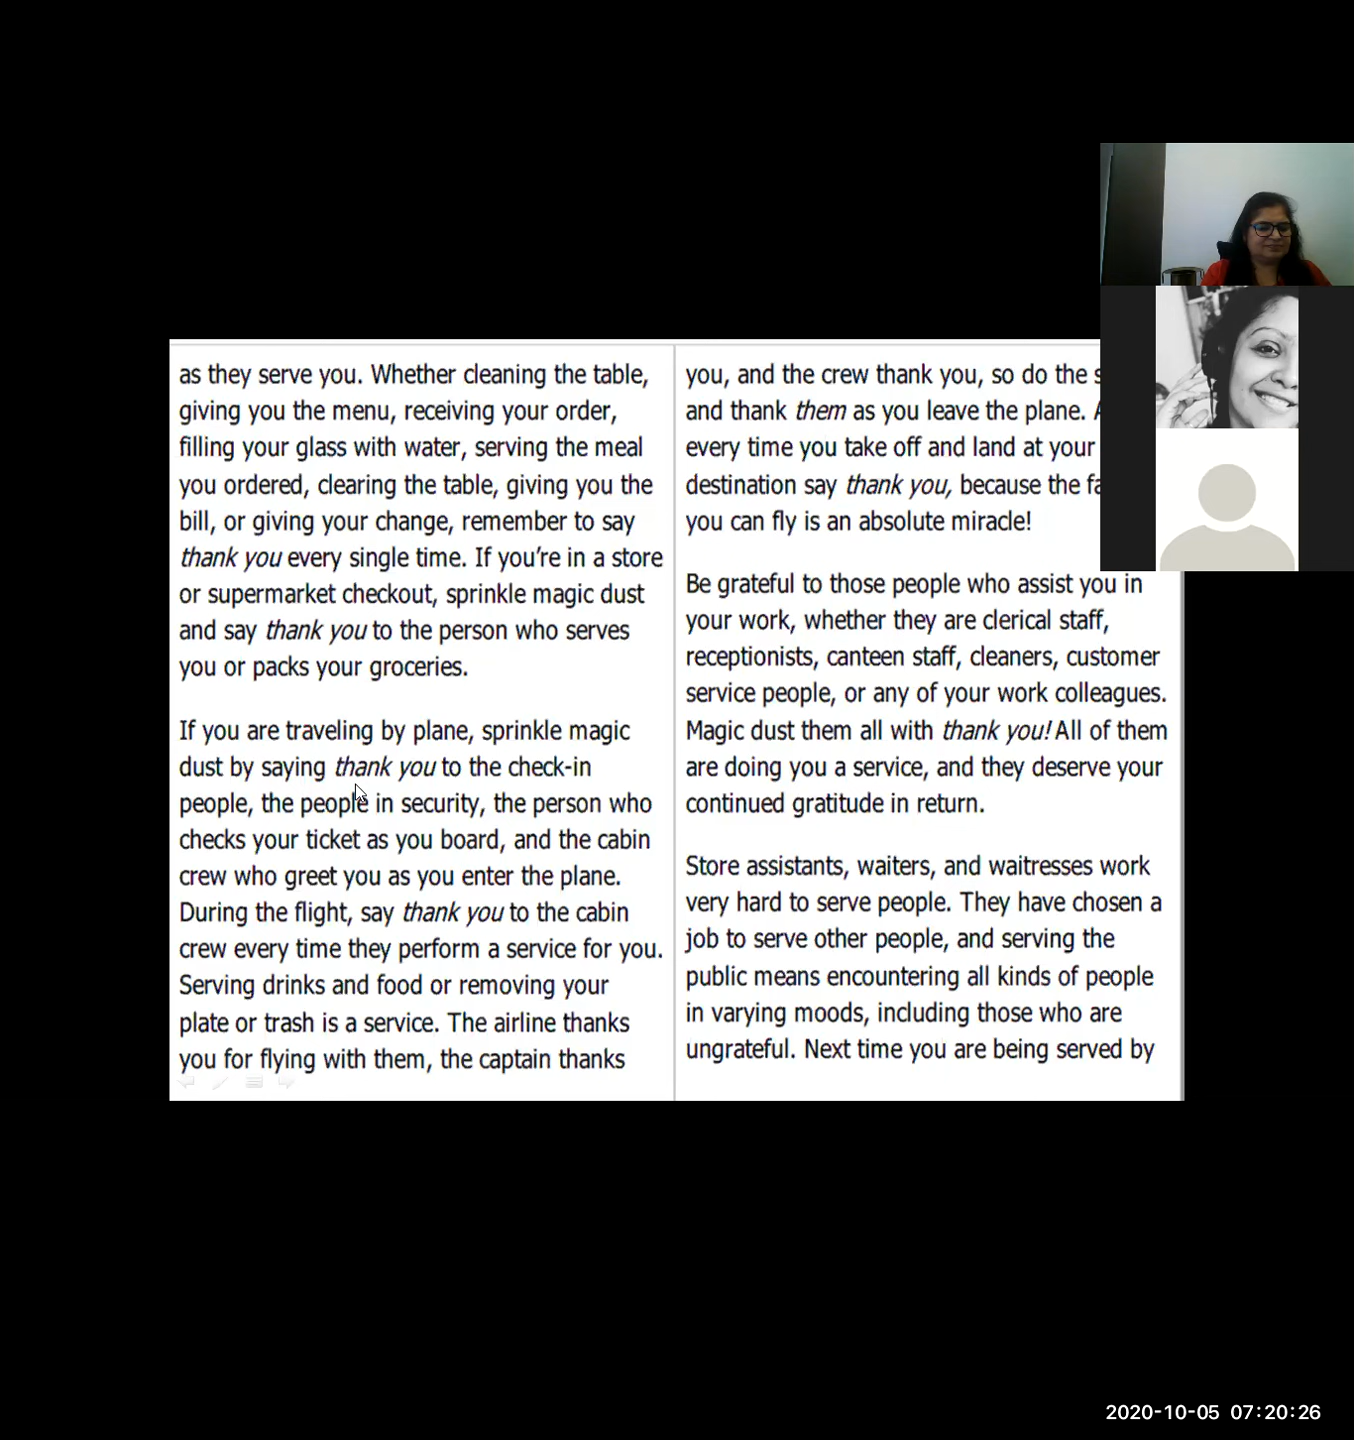 as they serve you. Whether cleaning the table,
giving you the menu, receiving your order,
filling your glass with water, serving the meal
you ordered, clearing the table, giving you the
bill, or giving your change, remember to say
thank you every single time. If you’re in a store
or supermarket checkout, sprinkle magic dust
and say thank you to the person who serves
you or packs your groceries.
If you are traveling by plane, sprinkle magic
dust by saying thank you to the check-in
people, the people in security, the person who
checks your ticket as you board, and the cabin
crew who greet you as you enter the plane.
During the flight, say thank you to the cabin
crew every time they perform a service for you.
Serving drinks and food or removing your
plate or trash is a service. The airline thanks
you for flying with them, the captain thanks
you, and the crew thank you, so do the
and thank them as you leave the plane.
every time you take off and land at your
destination say thank you, because the
you can fly is an absolute miracle!
Be grateful to those people who assist you in
your work, whether they are clerical staff,
receptionists, canteen staff, cleaners, customer
service people, or any of your work colleagues.
Magic dust them all with thank you! All of them
are doing you a service, and they deserve your
continued gratitude in return.
Store assistants, waiters, and waitresses work
very hard to serve people. They have chosen a
job to serve other people, and serving the
public means encountering all kinds of people
in varying moods, including those who are
ungrateful. Next time you are being served by
2020-10-05 07:20:26